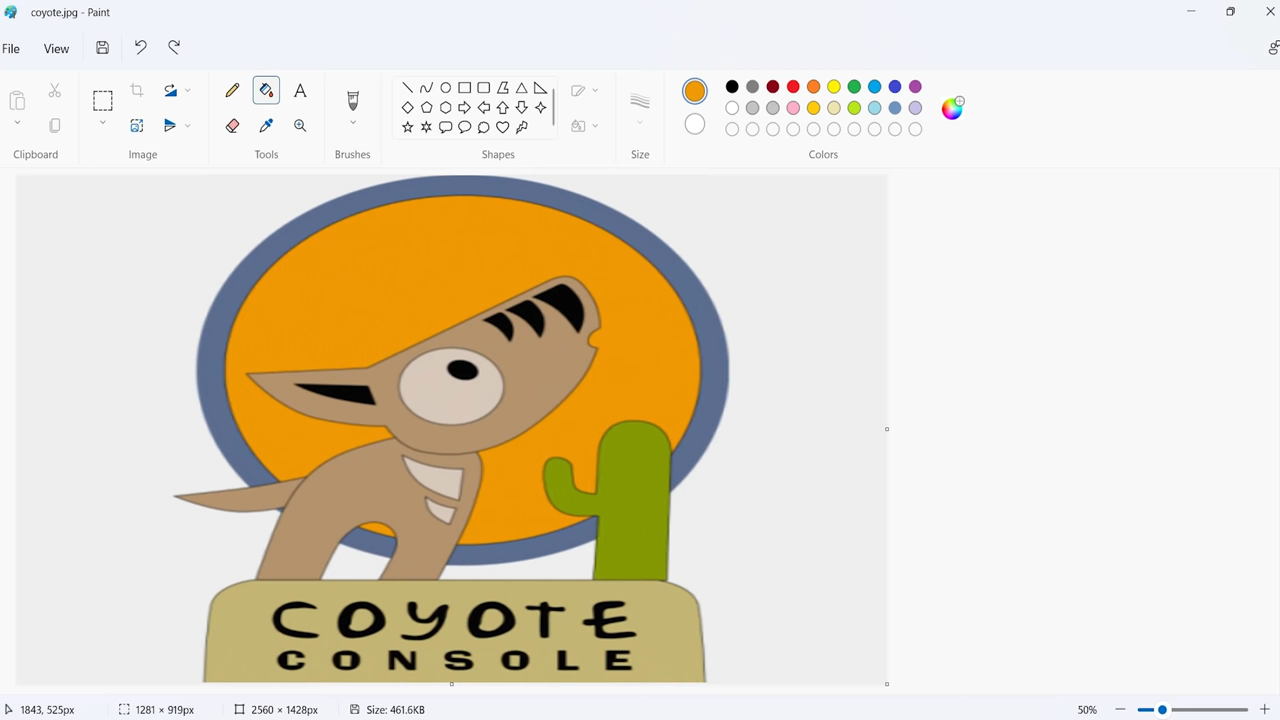 coyote.jpg - Paint
File View
Clipboard Image Tools Brushes Shapes Size Colors
COYOTE
CONSOLE
1843, 525px 1281 × 919px 2560 × 1428px Size: 461.6KB 50%